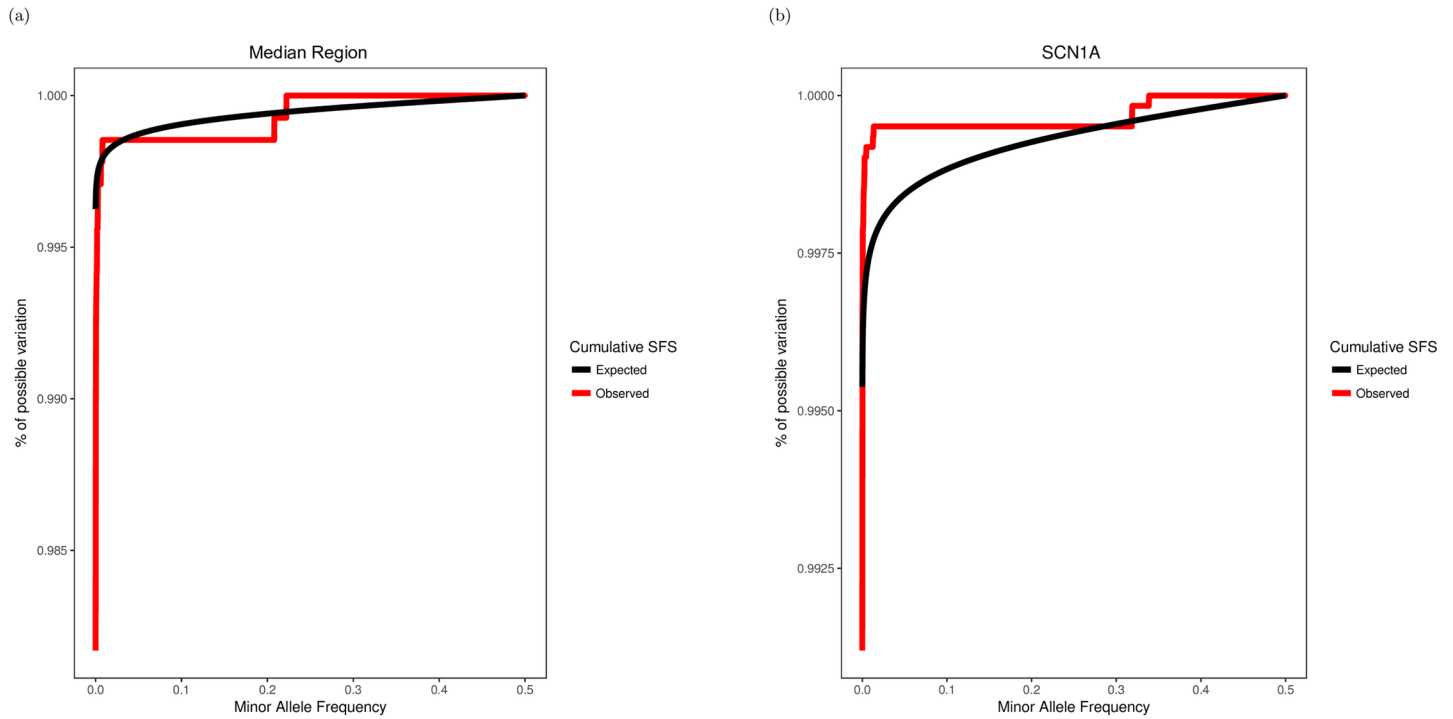 (a)
Median Region
1.000
0.995
0.990
0.985
% of possible variation
0.0 0.1 0.2 0.3 0.4 0.5
Minor Allele Frequency
Cumulative SFS
Expected
Observed
(b)
SCN1A
1.0000
0.9975
0.9950
0.9925
% of possible variation
0.0 0.1 0.2 0.3 0.4 0.5
Minor Allele Frequency
Cumulative SFS
Expected
Observed